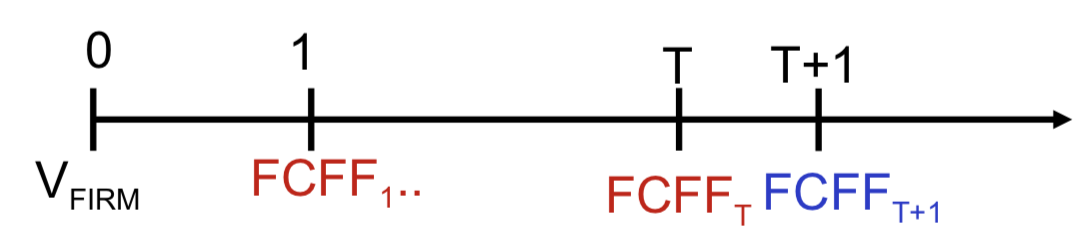 0 1 T T+1
V_FIRM FCFF_1.. FCFF_T FCFF_T+1